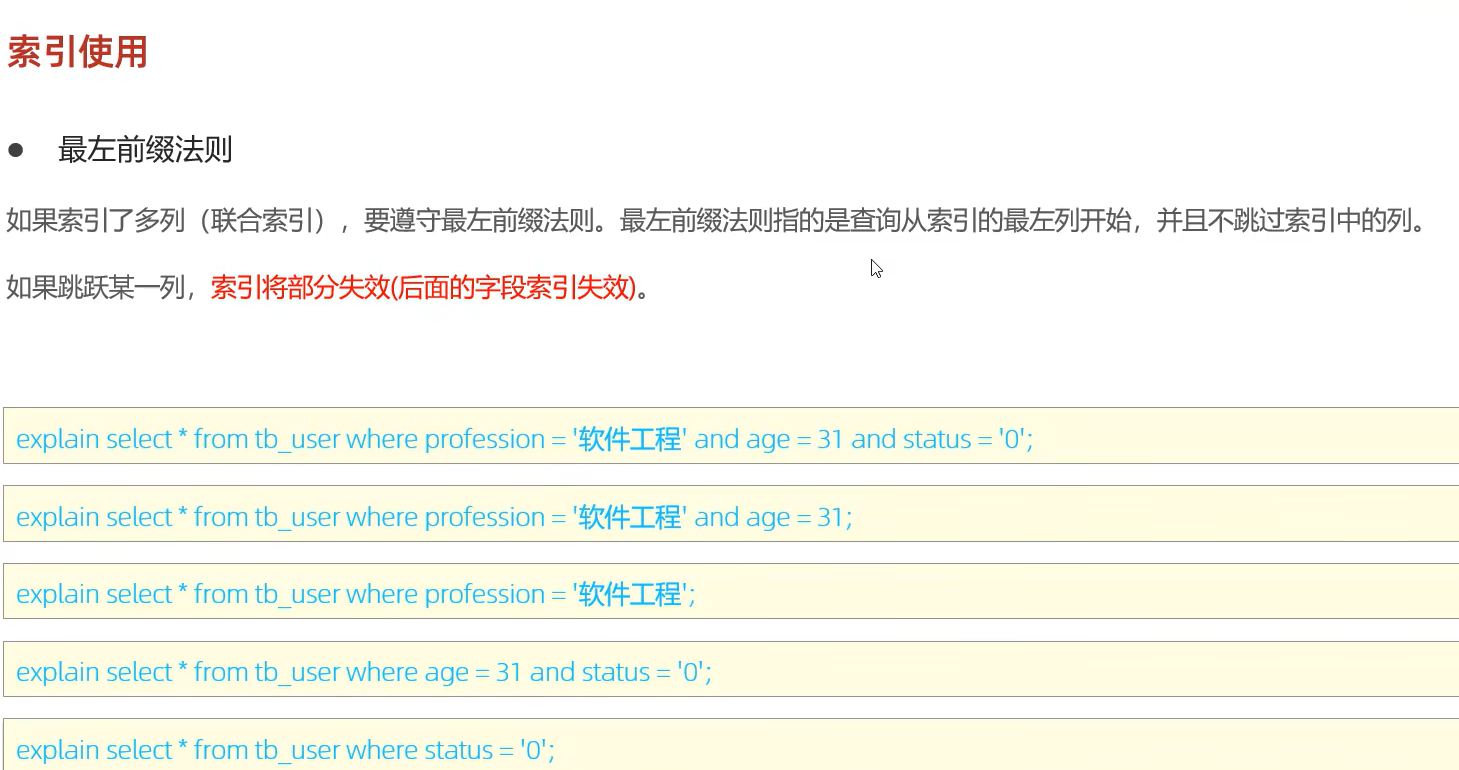 索引使用
● 最左前缀法则
如果索引了多列（联合索引），要遵守最左前缀法则。最左前缀法则指的是查询从索引的最左列开始，并且不跳过索引中的列。
如果跳跃某一列，索引将部分失效(后面的字段索引失效)。
explain select * from tb_user where profession = '软件工程' and age = 31 and status = '0';
explain select * from tb_user where profession = '软件工程' and age = 31;
explain select * from tb_user where profession = '软件工程';
explain select * from tb_user where age = 31 and status = '0';
explain select * from tb_user where status = '0';